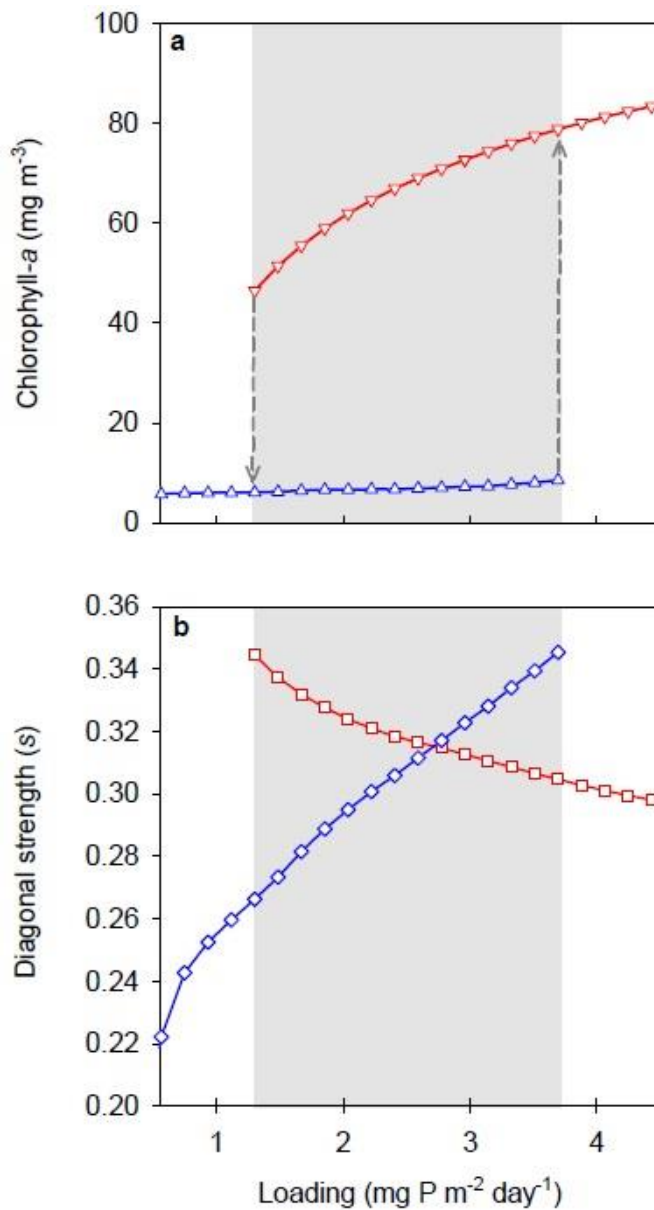 100
a
80
60
40
20
0
Chlorophyll-a (mg m⁻³)
0.36
b
0.34
0.32
0.30
0.28
0.26
0.24
0.22
0.20
Diagonal strength (s)
1 2 3 4
Loading (mg P m⁻² day⁻¹)